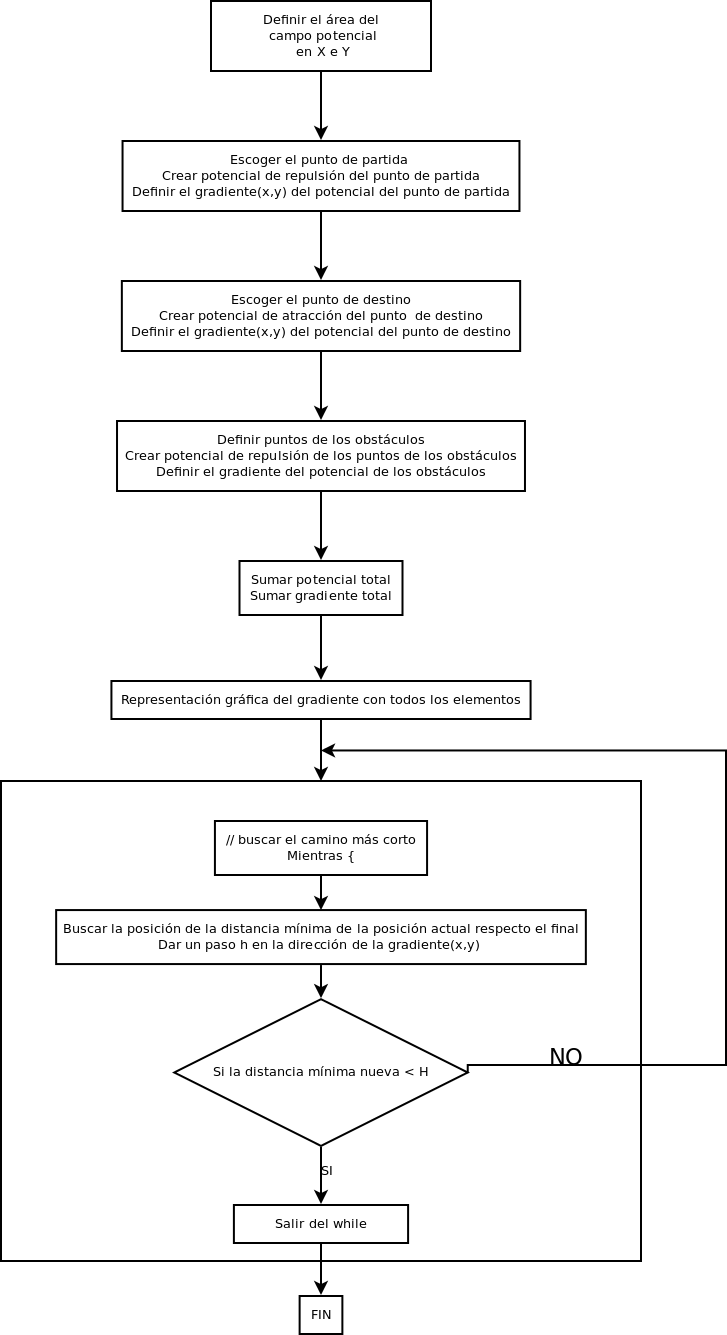 Definir el área del
campo potencial
en X e Y
Escoger el punto de partida
Crear potencial de repulsión del punto de partida
Definir el gradiente(x,y) del potencial del punto de partida
Escoger el punto de destino
Crear potencial de atracción del punto de destino
Definir el gradiente(x,y) del potencial del punto de destino
Definir puntos de los obstáculos
Crear potencial de repulsión de los puntos de los obstáculos
Definir el gradiente del potencial de los obstáculos
Sumar potencial total
Sumar gradiente total
Representación gráfica del gradiente con todos los elementos
// buscar el camino más corto
Mientras {
Buscar la posición de la distancia mínima de la posición actual respecto el final
Dar un paso h en la dirección de la gradiente(x,y)
Si la distancia mínima nueva < H
NO
SI
Salir del while
FIN